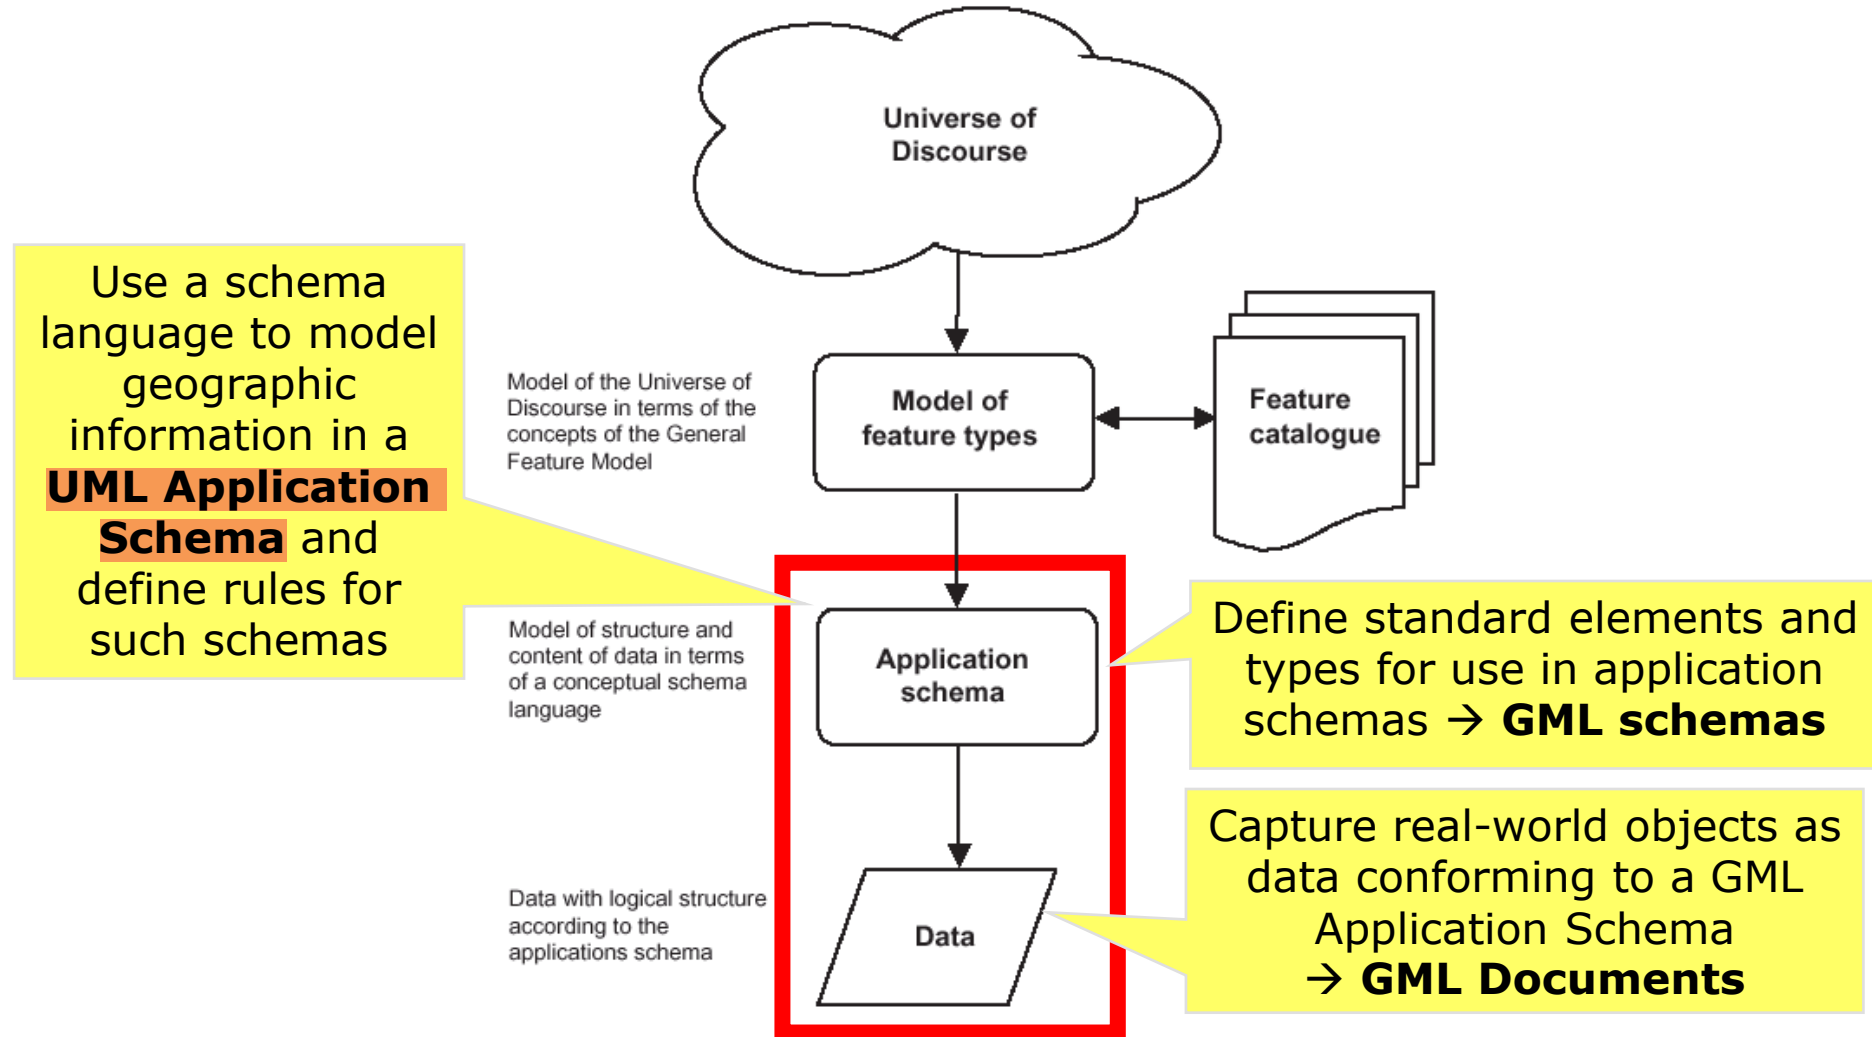 Universe of
Discourse
Use a schema
language to model
geographic
information in a
UML Application
Schema and
define rules for
such schemas
Model of the Universe of
Discourse in terms of the
concepts of the General
Feature Model
Model of
feature types
Feature
catalogue
Model of structure and
content of data in terms
of a conceptual schema
language
Application
schema
Define standard elements and
types for use in application
schemas → GML schemas
Data with logical structure
according to the
applications schema
Data
Capture real-world objects as
data conforming to a GML
Application Schema
→ GML Documents